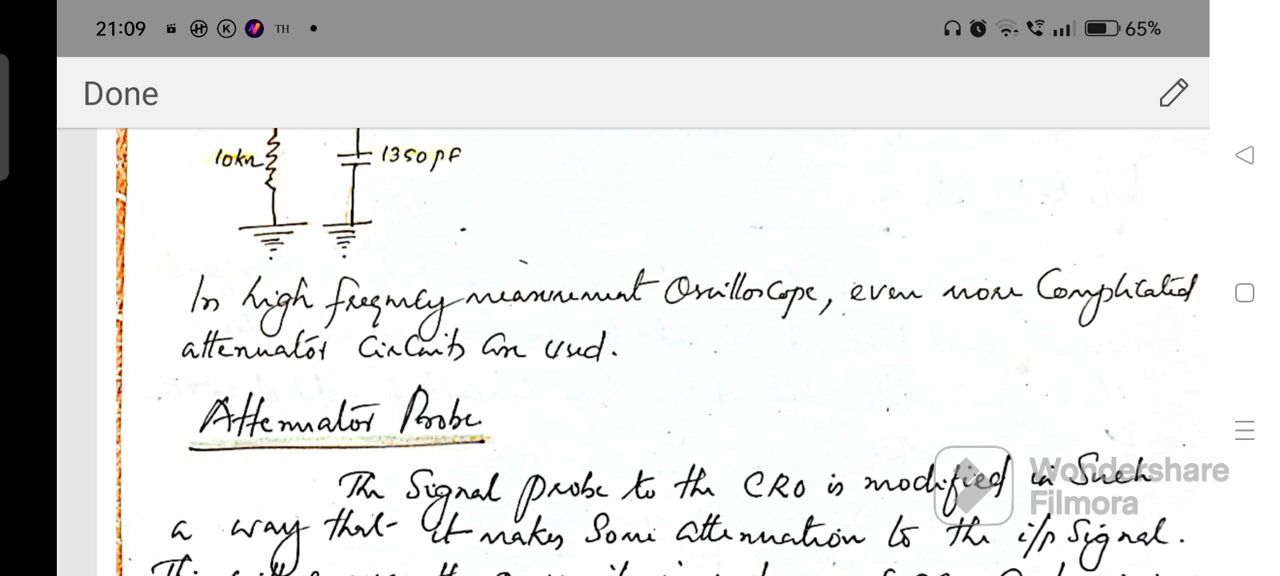 21:09 TH 65%
Done
10kΩ 1350pF
In high frequency measurement Oscilloscope, even more Complicated
attenuator Circuits are used.
Attenuator Probe
The Signal probe to the CRO is modified in Such
a way that it makes Some attenuation to the i/p Signal.
Wondershare
Filmora